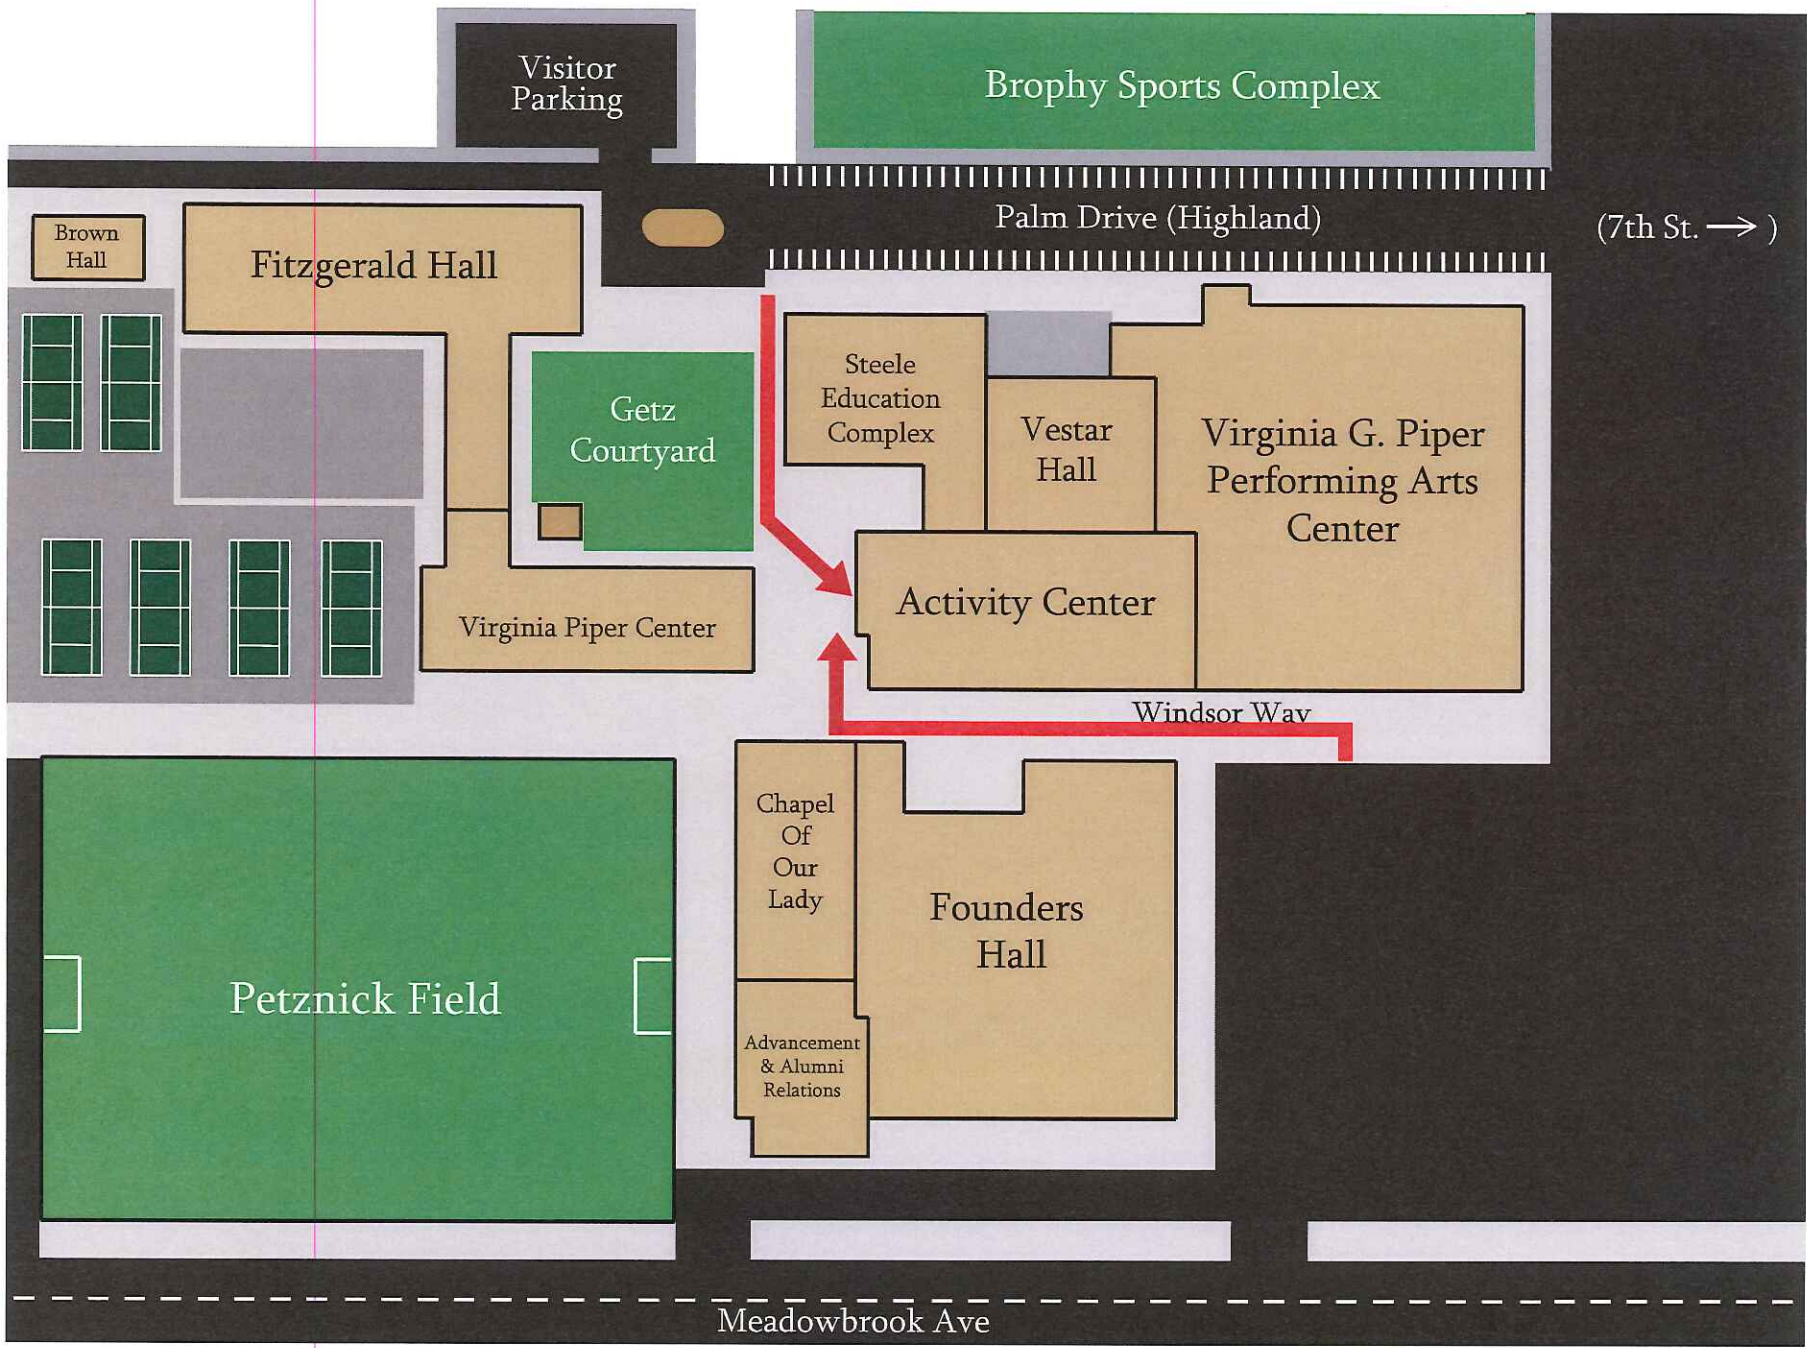 Visitor
Parking
Brophy Sports Complex
Palm Drive (Highland)
(7th St. → )
Brown
Hall
Fitzgerald Hall
Steele
Education
Complex
Getz
Courtyard
Vestar
Hall
Virginia G. Piper
Performing Arts
Center
Activity Center
Virginia Piper Center
Windsor Way
Chapel
Of
Our
Lady
Founders
Hall
Petznick Field
Advancement
& Alumni
Relations
Meadowbrook Ave